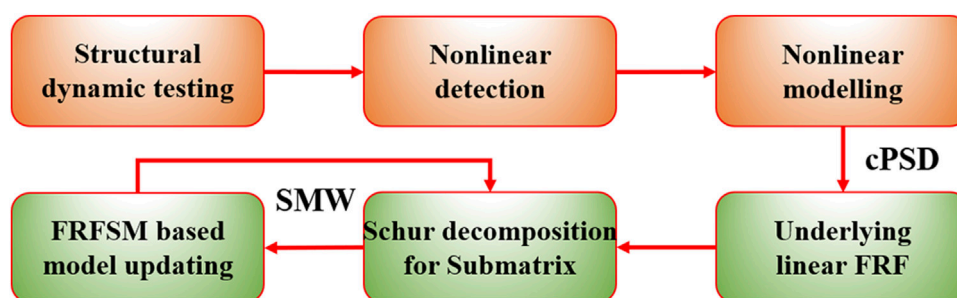 Structural
dynamic testing
Nonlinear
detection
Nonlinear
modelling
cPSD
Underlying
linear FRF
Schur decomposition
for Submatrix
SMW
FRFSM based
model updating